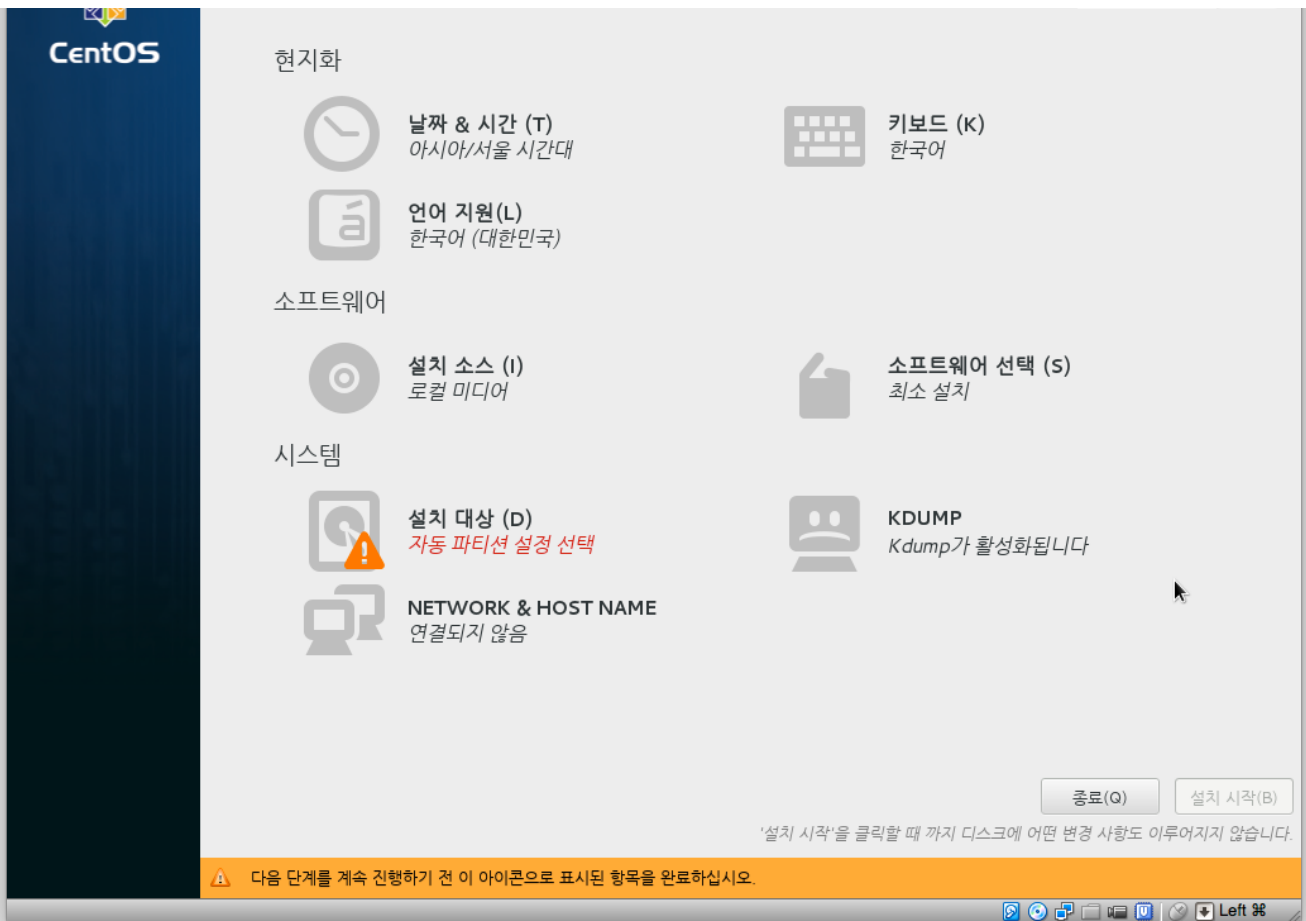 CentOS
현지화
날짜 & 시간 (T)
아시아/서울 시간대
키보드 (K)
한국어
언어 지원(L)
한국어 (대한민국)
소프트웨어
설치 소스 (I)
로컬 미디어
소프트웨어 선택 (S)
최소 설치
시스템
설치 대상 (D)
자동 파티션 설정 선택
KDUMP
Kdump가 활성화됩니다
NETWORK & HOST NAME
연결되지 않음
종료(Q)
설치 시작(B)
'설치 시작'을 클릭할 때 까지 디스크에 어떤 변경 사항도 이루어지지 않습니다.
다음 단계를 계속 진행하기 전 이 아이콘으로 표시된 항목을 완료하십시오.
Left ⌘